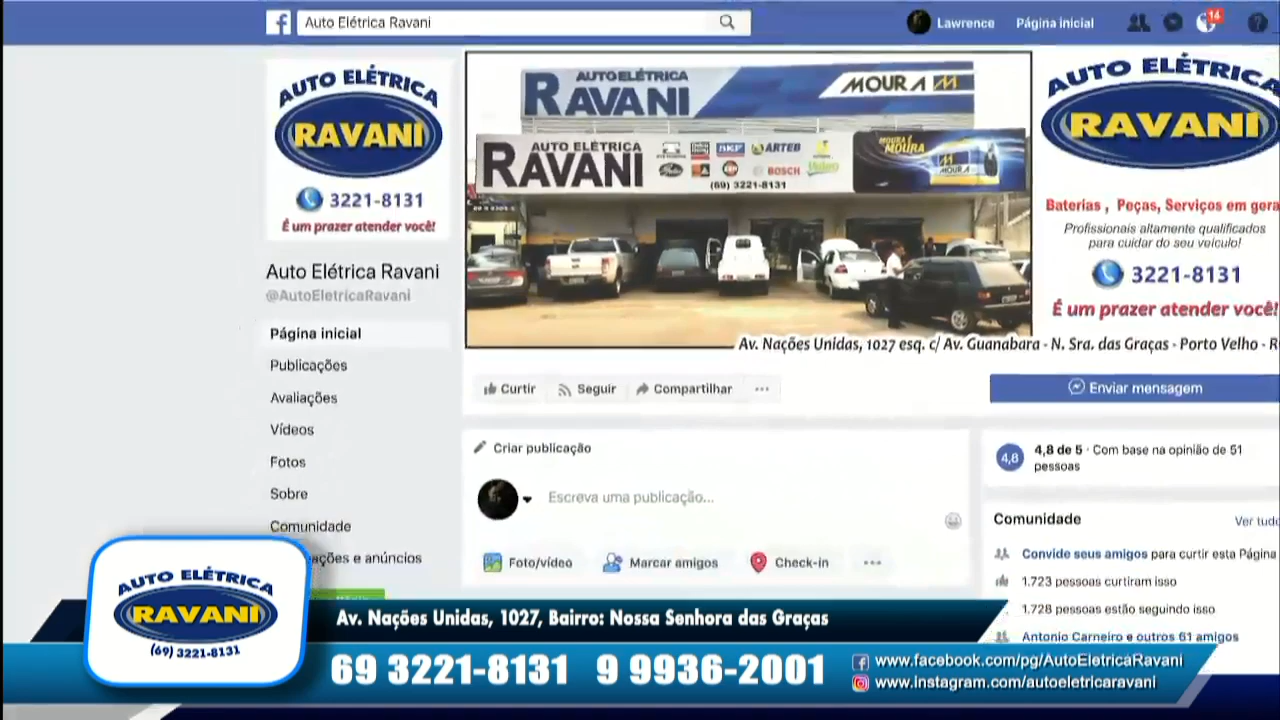 Auto Elétrica Ravani
Lawrence
Página inicial
14
AUTO ELÉTRICA
RAVANI
3221-8131
É um prazer atender você!
AUTO ELÉTRICA
RAVANI
MOURA
AUTO ELÉTRICA
RAVANI
SKF
ARTEB
BOSCH
Valeo
(69) 3221-8131
MOURA É
MOURA
MOURA
AUTO ELÉTRICA
RAVANI
Baterias , Peças, Serviços em gera
Profissionais altamente qualificados
para cuidar do seu veículo!
3221-8131
É um prazer atender você!
Av. Nações Unidas, 1027 esq. c/ Av. Guanabara - N. Sra. das Graças - Porto Velho - R
Auto Elétrica Ravani
@AutoEletricaRavani
Página inicial
Publicações
Avaliações
Vídeos
Fotos
Sobre
Comunidade
ações e anúncios
Curtir
Seguir
Compartilhar
Enviar mensagem
Criar publicação
Escreva uma publicação...
Foto/vídeo
Marcar amigos
Check-in
4,8
4,8 de 5 · Com base na opinião de 51
pessoas
Comunidade
Ver tudo
Convide seus amigos para curtir esta Página
1.723 pessoas curtiram isso
1.728 pessoas estão seguindo isso
Antonio Carneiro e outros 61 amigos
AUTO ELÉTRICA
RAVANI
(69) 3221-8131
Av. Nações Unidas, 1027, Bairro: Nossa Senhora das Graças
69 3221-8131 9 9936-2001
www.facebook.com/pg/AutoEletricaRavani
www.instagram.com/autoeletricaravani